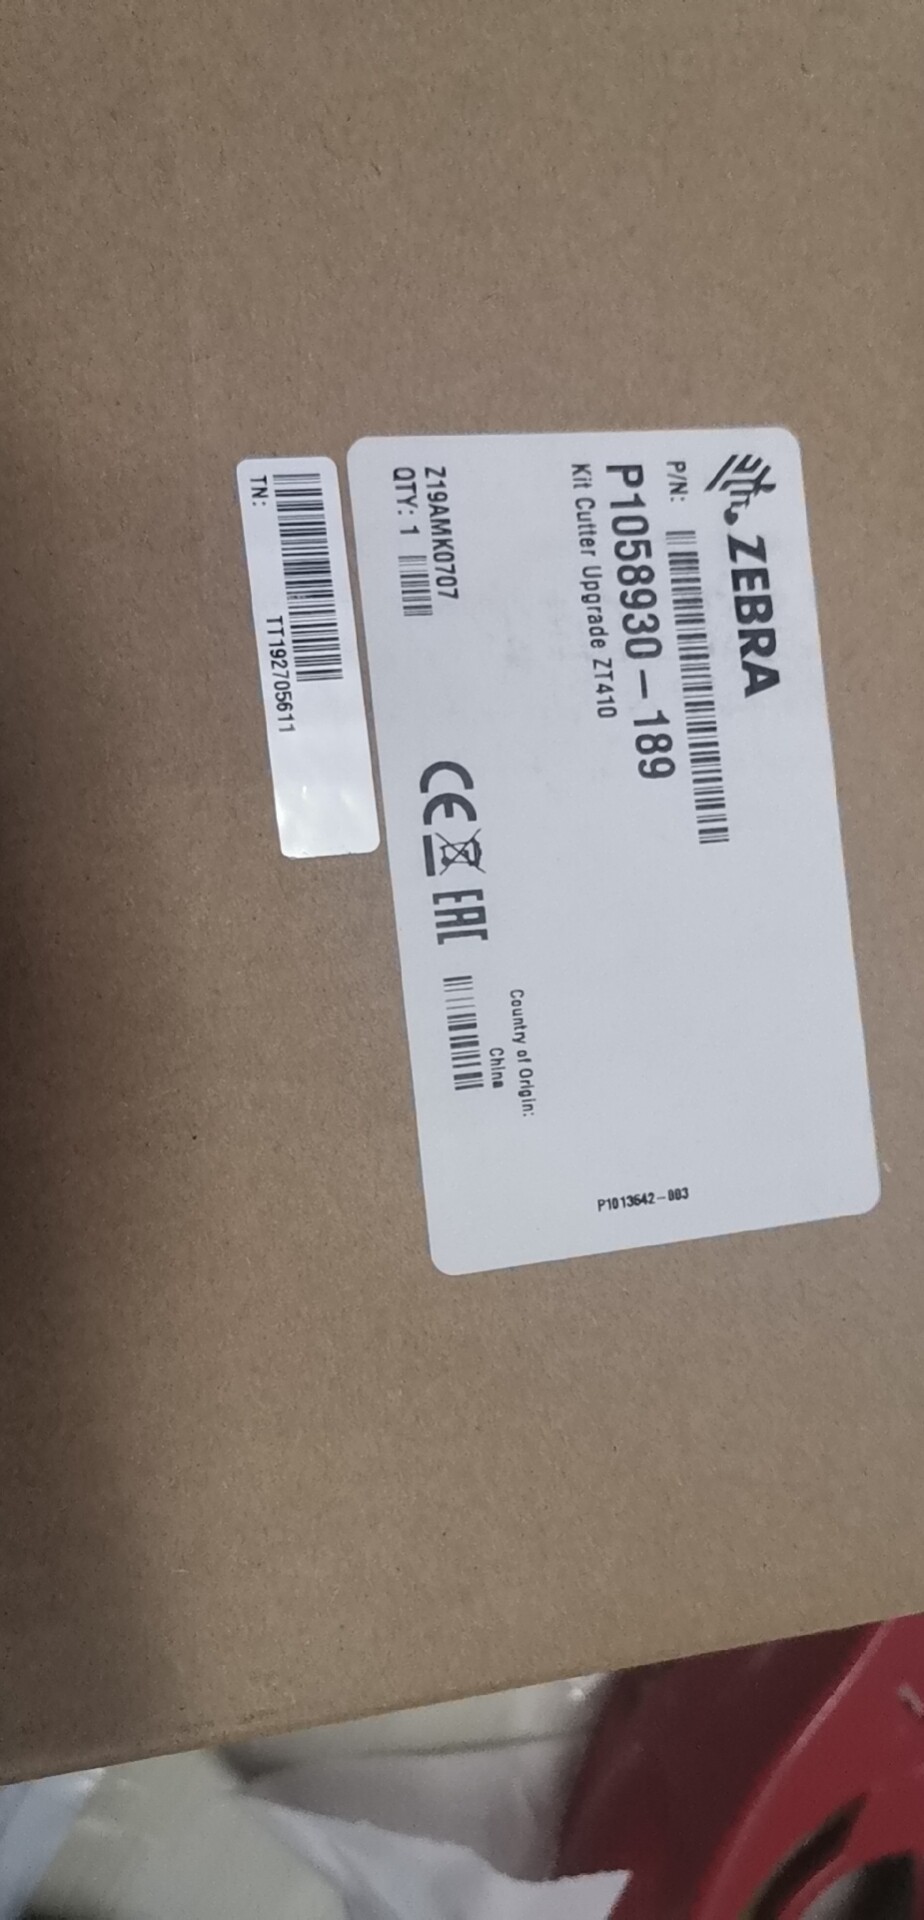 ZEBRA
P/N:
P1058930-189
Kit Cutter Upgrade ZT410
Country of Origin:
China
Z19AMK0707
QTY: 1
CE
EAC
P1013642-003
TN:
TT192705611